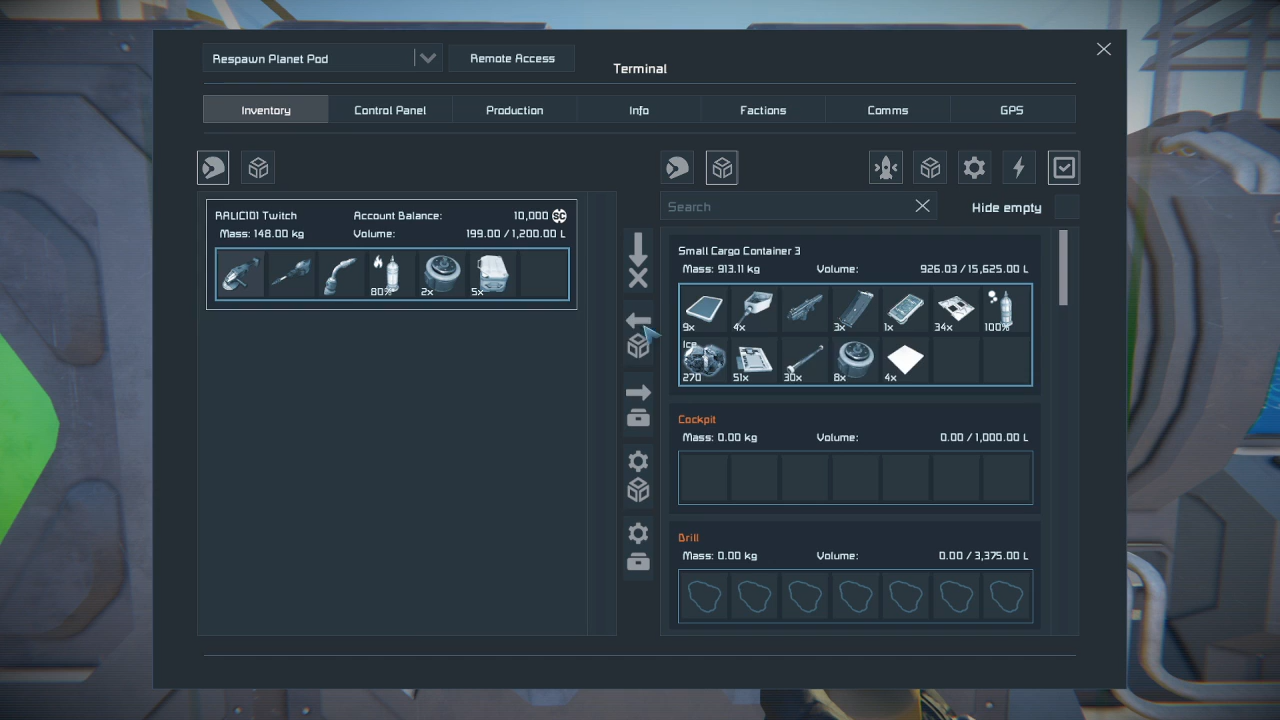 Respawn Planet Pod
Remote Access
Terminal
Inventory
Control Panel
Production
Info
Factions
Comms
GPS
Search
Hide empty
RALIC101 Twitch Account Balance: 10,000 SC
Mass: 148.00 kg Volume: 199.00 / 1,200.00 L
80% 2x 5x
Small Cargo Container 3
Mass: 913.11 kg Volume: 926.03 / 15,625.00 L
9x 4x 3x 1x 34x 100%
Ice
270 51x 30x 8x 4x
Cockpit
Mass: 0.00 kg Volume: 0.00 / 1,000.00 L
Drill
Mass: 0.00 kg Volume: 0.00 / 3,375.00 L